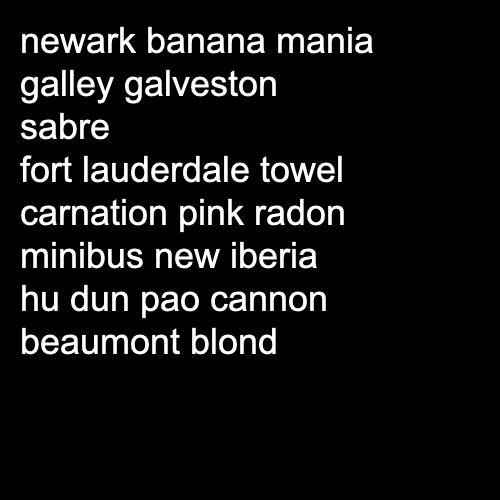 newark banana mania
galley galveston
sabre
fort lauderdale towel
carnation pink radon
minibus new iberia
hu dun pao cannon
beaumont blond